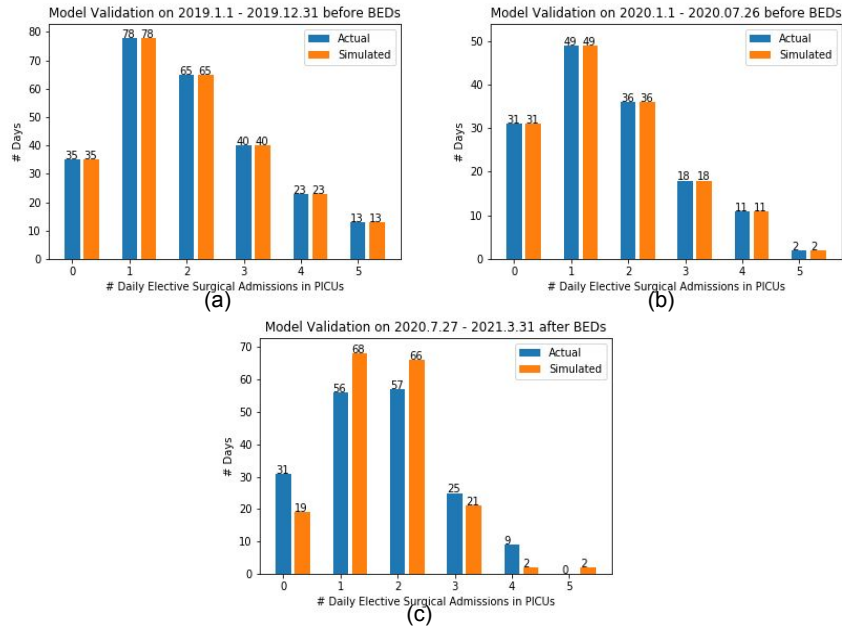 Model Validation on 2019.1.1 - 2019.12.31 before BEDs
80
70
60
50
40
30
20
10
0
# Days
Actual
Simulated
35 35
78 78
65 65
40 40
23 23
13 13
0 1 2 3 4 5
# Daily Elective Surgical Admissions in PICUs
(a)
Model Validation on 2020.1.1 - 2020.07.26 before BEDs
50
40
30
20
10
0
# Days
Actual
Simulated
31 31
49 49
36 36
18 18
11 11
2 2
0 1 2 3 4 5
# Daily Elective Surgical Admissions in PICUs
(b)
Model Validation on 2020.7.27 - 2021.3.31 after BEDs
70
60
50
40
30
20
10
0
# Days
Actual
Simulated
31 19
56 68
57 66
25 21
9 2
0 2
0 1 2 3 4 5
# Daily Elective Surgical Admissions in PICUs
(c)